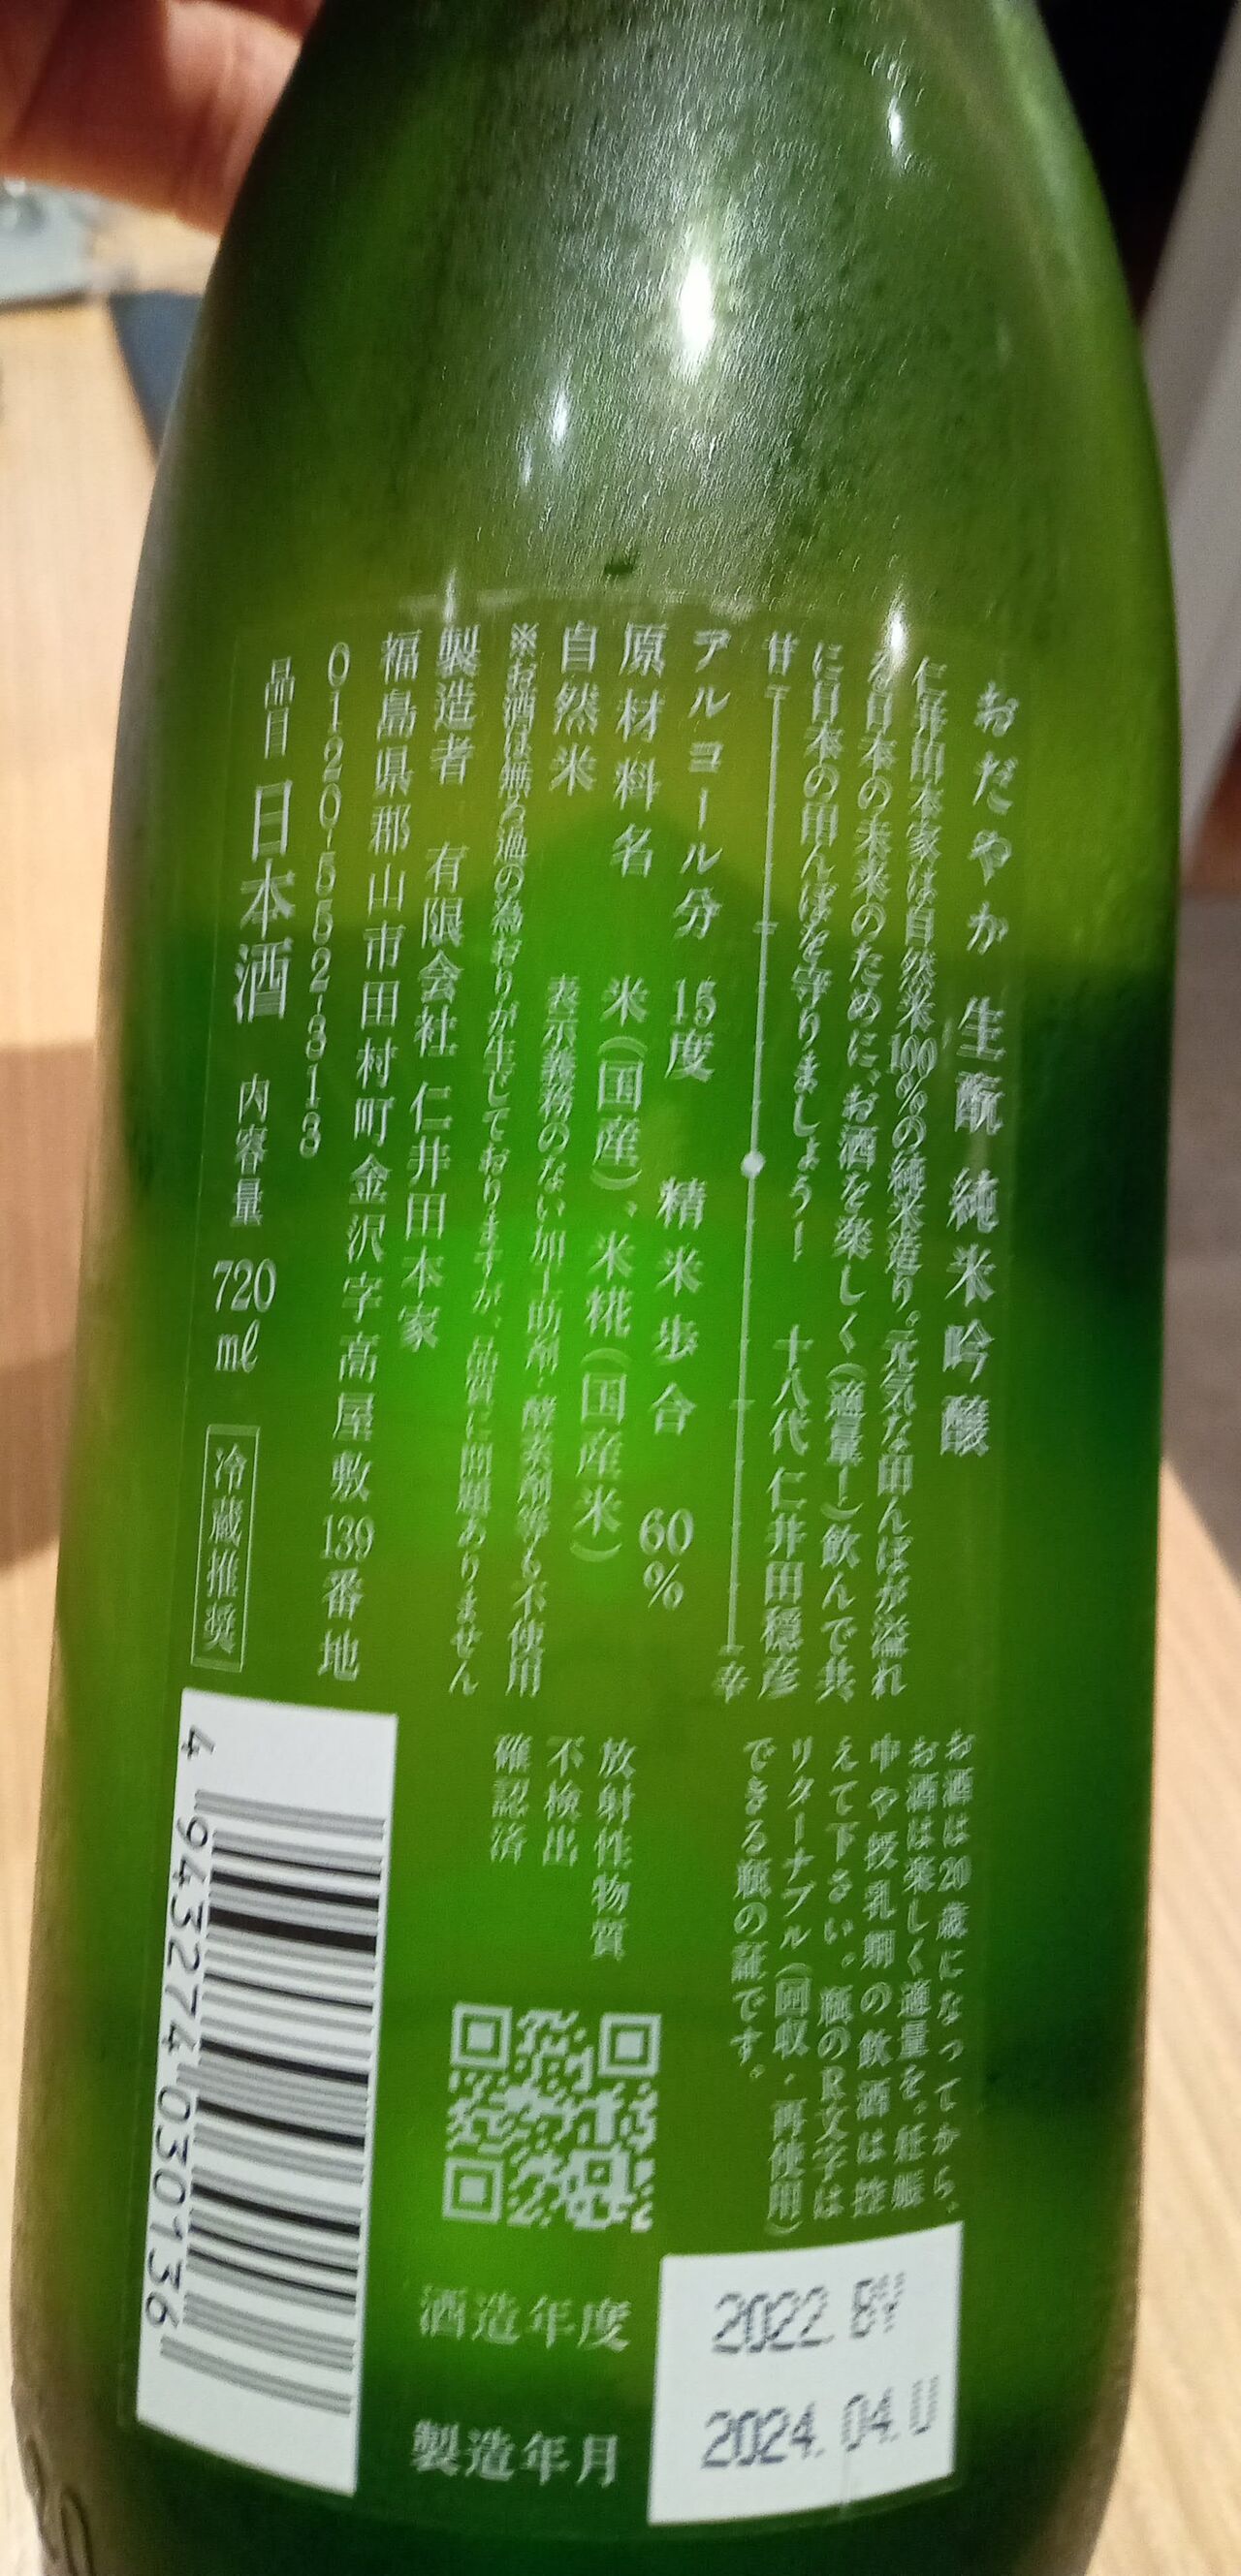 おだやか 生酛 純米吟醸
仁井田本家は自然米100%の純米造り。元気な田んぼが溢れ
る日本の未来のために、お酒を楽しく(適量!)飲んで共
に日本の田んぼを守りましょう! 十八代 仁井田穏彦
甘 辛
アルコール分 15度 精米歩合 60%
原材料名 米(国産)、米糀(国産米)
自然米 表示義務のない加工助剤・酵素剤等も不使用
※お酒は無ろ過の為おりが生じておりますが、品質に問題ありません
製造者 有限会社 仁井田本家
福島県郡山市田村町金沢字高屋敷139番地
0120-552-313
品目 日本酒 内容量 720mℓ 冷蔵推奨
お酒は20歳になってから、
お酒は楽しく適量を。妊娠
中や授乳期の飲酒は控
えて下さい。瓶のR文字は
リターナブル(回収・再使用)
できる瓶の証です。
放射性物質
不検出
確認済
4 943274 030136
酒造年度 2022.BY
製造年月 2024.04.U